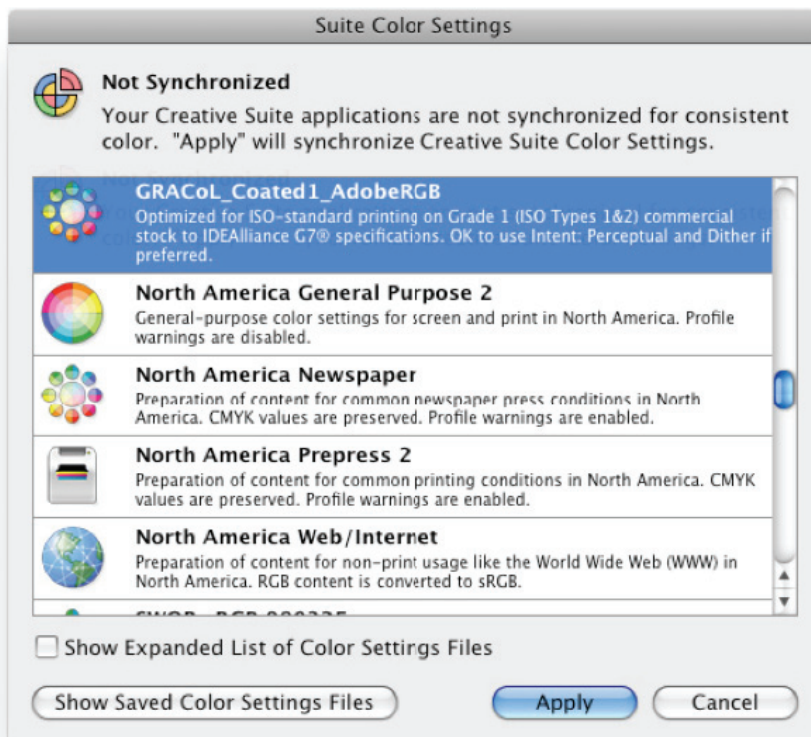 Suite Color Settings
Not Synchronized
Your Creative Suite applications are not synchronized for consistent
color. "Apply" will synchronize Creative Suite Color Settings.
GRACoL_Coated1_AdobeRGB
Optimized for ISO-standard printing on Grade 1 (ISO Types 1&2) commercial
stock to IDEAlliance G7® specifications. OK to use Intent: Perceptual and Dither if
preferred.
North America General Purpose 2
General-purpose color settings for screen and print in North America. Profile
warnings are disabled.
North America Newspaper
Preparation of content for common newspaper press conditions in North
America. CMYK values are preserved. Profile warnings are enabled.
North America Prepress 2
Preparation of content for common printing conditions in North America. CMYK
values are preserved. Profile warnings are enabled.
North America Web/Internet
Preparation of content for non-print usage like the World Wide Web (WWW) in
North America. RGB content is converted to sRGB.
Show Expanded List of Color Settings Files
Show Saved Color Settings Files
Apply
Cancel